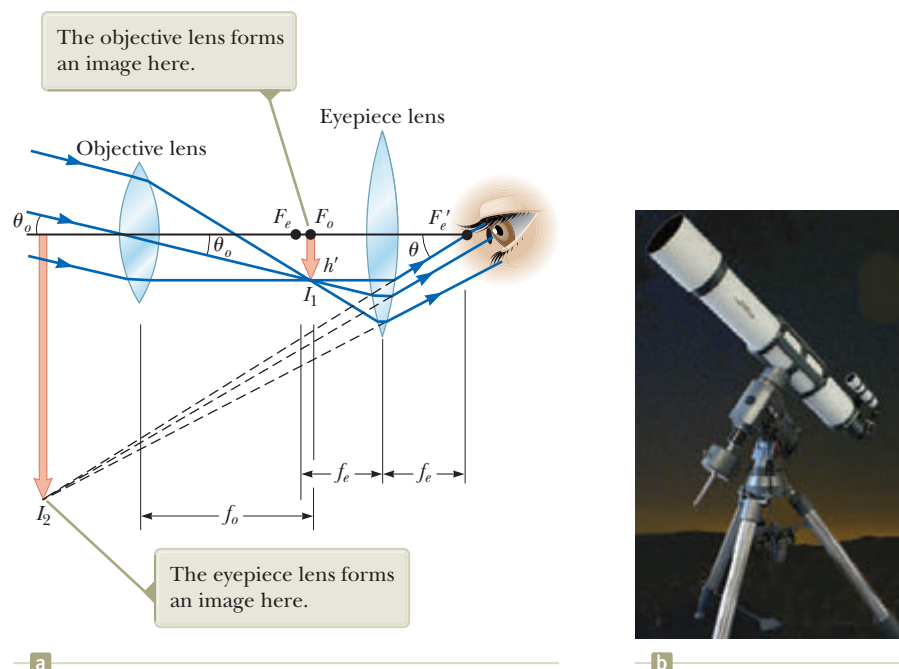 The objective lens forms
an image here.
Eyepiece lens
Objective lens
θo
Fe Fo Fe′
θo
θ
h′
I1
fe fe
I2
fo
The eyepiece lens forms
an image here.
a
b